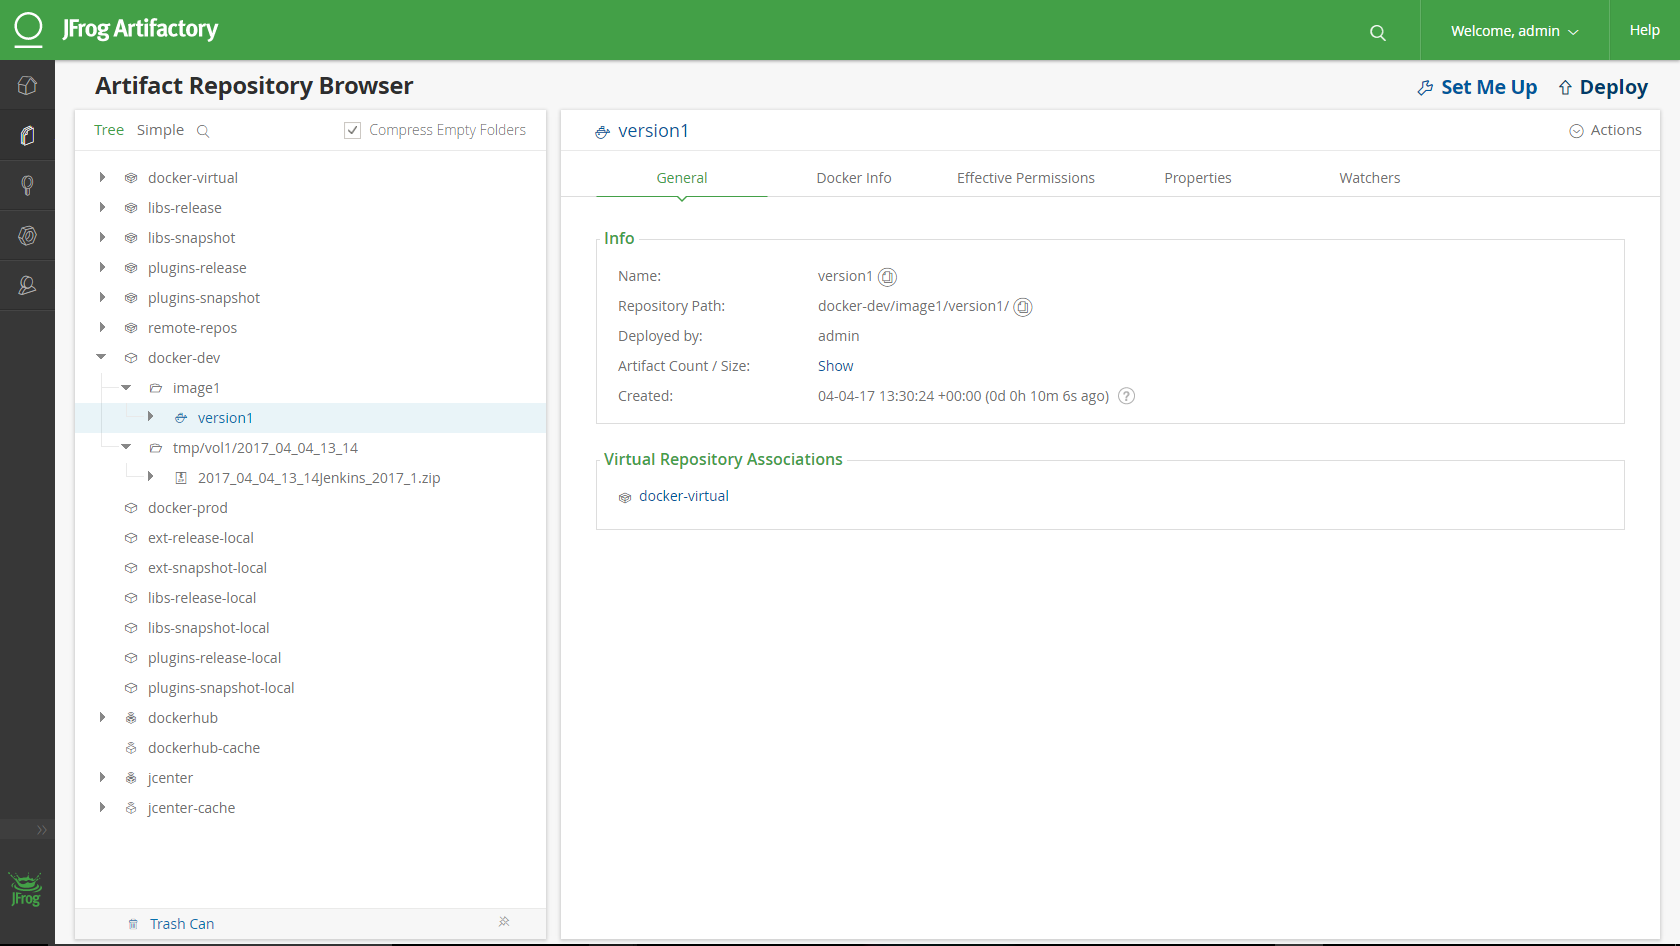 JFrog Artifactory
Welcome, admin
Help
Artifact Repository Browser
Set Me Up
Deploy
Tree Simple
Compress Empty Folders
docker-virtual
libs-release
libs-snapshot
plugins-release
plugins-snapshot
remote-repos
docker-dev
image1
version1
tmp/vol1/2017_04_04_13_14
2017_04_04_13_14Jenkins_2017_1.zip
docker-prod
ext-release-local
ext-snapshot-local
libs-release-local
libs-snapshot-local
plugins-release-local
plugins-snapshot-local
dockerhub
dockerhub-cache
jcenter
jcenter-cache
Trash Can
JFrog
version1
Actions
General Docker Info Effective Permissions Properties Watchers
Info
Name: version1
Repository Path: docker-dev/image1/version1/
Deployed by: admin
Artifact Count / Size: Show
Created: 04-04-17 13:30:24 +00:00 (0d 0h 10m 6s ago) ?
Virtual Repository Associations
docker-virtual